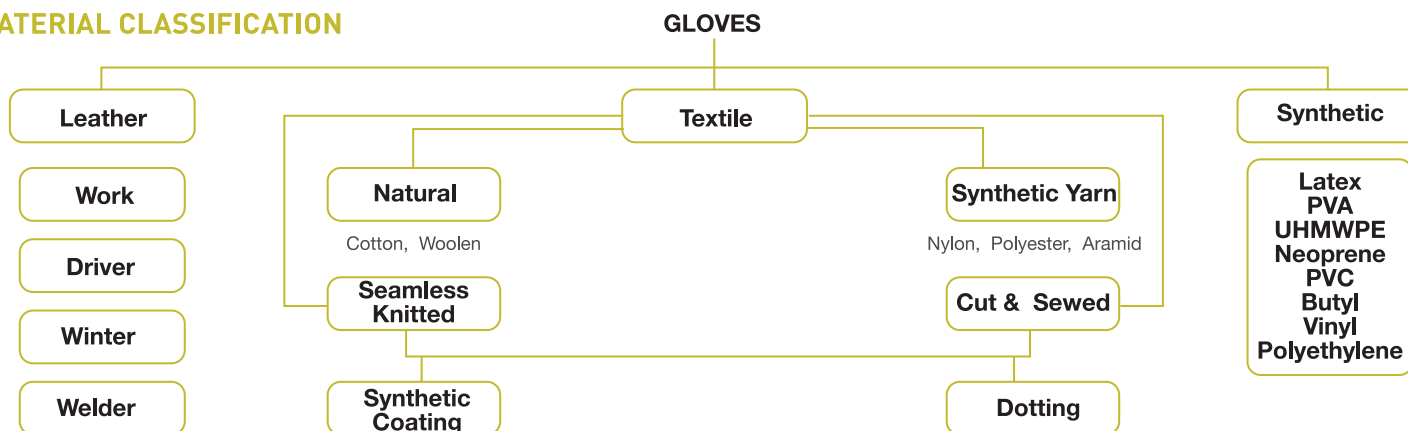 ATERIAL CLASSIFICATION
GLOVES
Leather
Textile
Synthetic
Work
Driver
Winter
Welder
Natural
Cotton, Woolen
Synthetic Yarn
Nylon, Polyester, Aramid
Seamless
Knitted
Cut & Sewed
Synthetic
Coating
Dotting
Latex
PVA
UHMWPE
Neoprene
PVC
Butyl
Vinyl
Polyethylene